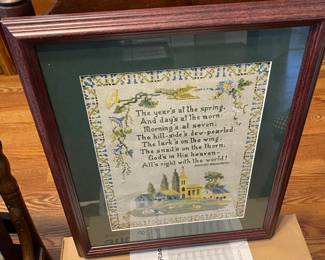 The year's at the spring,
And day's at the morn;
Morning's at seven;
The hill-side's dew-pearled;
The lark's on the wing;
The snail's on the thorn;
God's in His heaven-
All's right with the world!